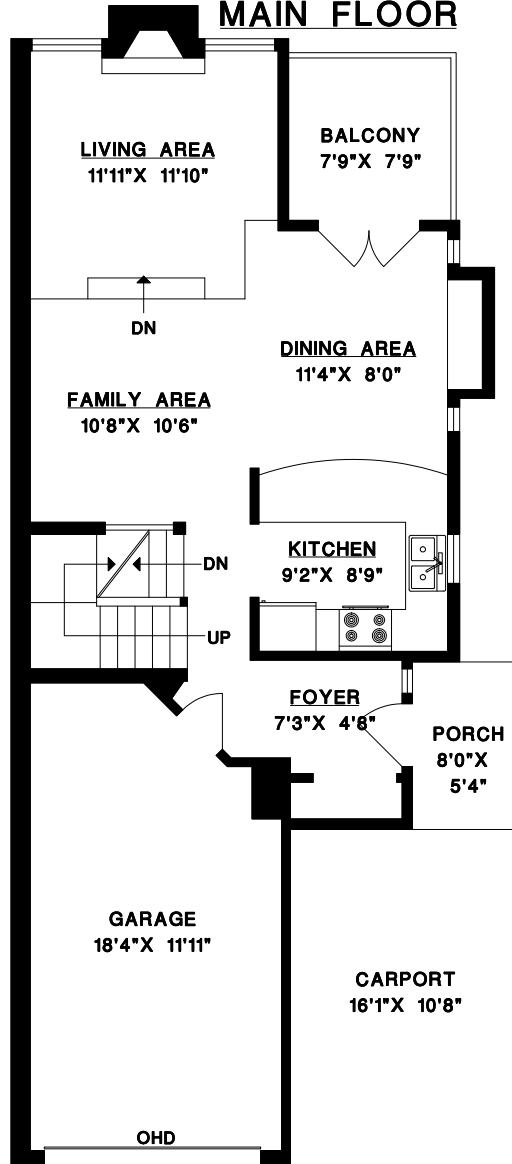 MAIN FLOOR
BALCONY
7'9"X 7'9"
LIVING AREA
11'11"X 11'10"
DN
DINING AREA
11'4"X 8'0"
FAMILY AREA
10'8"X 10'6"
KITCHEN
9'2"X 8'9"
DN
UP
FOYER
7'3"X 4'8"
PORCH
8'0"X
5'4"
GARAGE
18'4"X 11'11"
CARPORT
16'1"X 10'8"
OHD